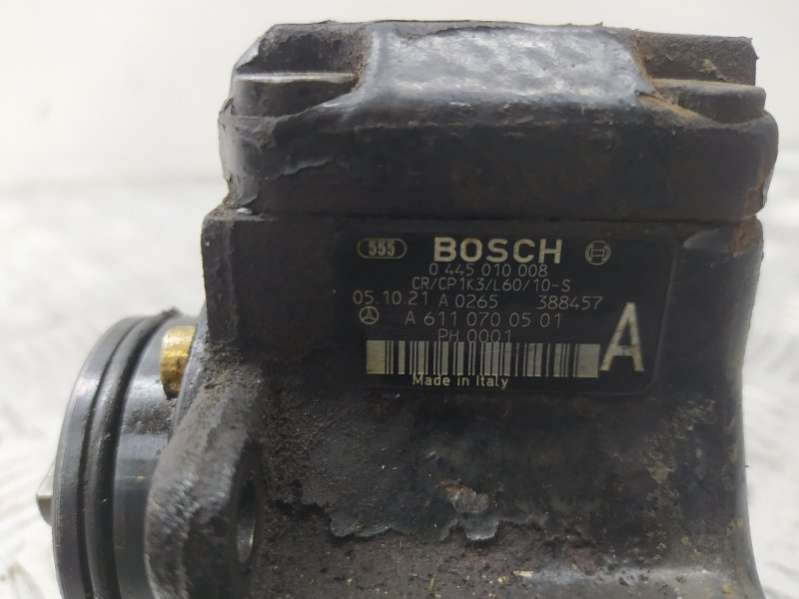 555 BOSCH
0 445 010 008
CR/CP1K3/L60/10-S
05.10.21 A 0265 388457
A 611 070 05 01
PH 0001
A
Made in Italy